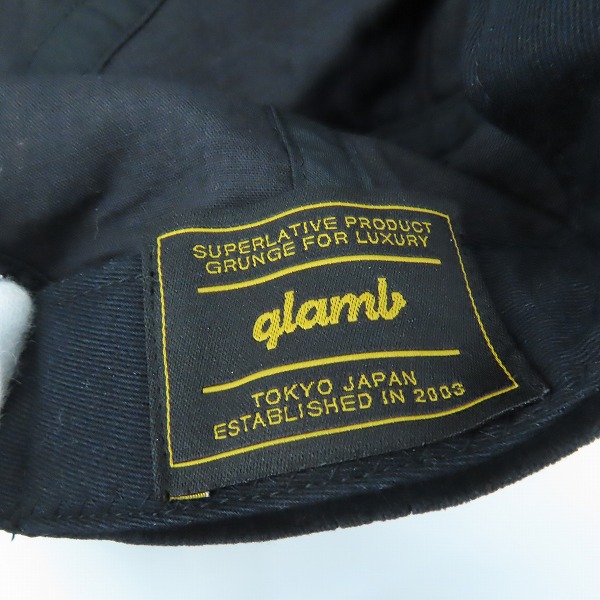 SUPERLATIVE PRODUCT
GRUNGE FOR LUXURY
glamb
TOKYO JAPAN
ESTABLISHED IN 2003